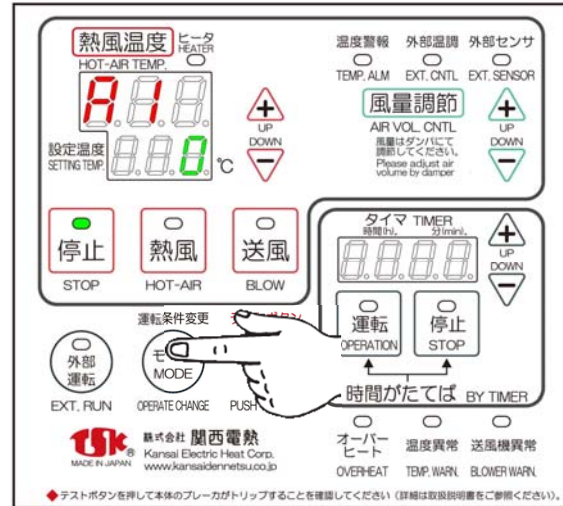 熱風温度 ヒータ
HEATER
HOT-AIR TEMP.
A1
設定温度
SETTING TEMP.
0 ℃
UP
DOWN
温度警報 外部温調 外部センサ
TEMP. ALM EXT. CNTL EXT. SENSOR
風量調節
AIR VOL. CNTL
風量はダンパにて
調節してください。
Please adjust air
volume by damper
UP
DOWN
停止 熱風 送風
STOP HOT-AIR BLOW
タイマ TIMER
時間(h). 分(min).
UP
DOWN
運転 停止
OPERATION STOP
時間がたてば BY TIMER
運転条件変更
外部
運転
EXT. RUN
モ
MODE
OPERATE CHANGE PUSH
TSK ®
MADE IN JAPAN
株式会社 関西電熱
Kansai Electric Heat Corp.
www.kansaidennetsu.co.jp
オーバー
ヒート
OVERHEAT
温度異常
TEMP. WARN.
送風機異常
BLOWER WARN.
◆テストボタンを押して本体のブレーカがトリップすることを確認してください（詳細は取扱説明書をご参照ください）。